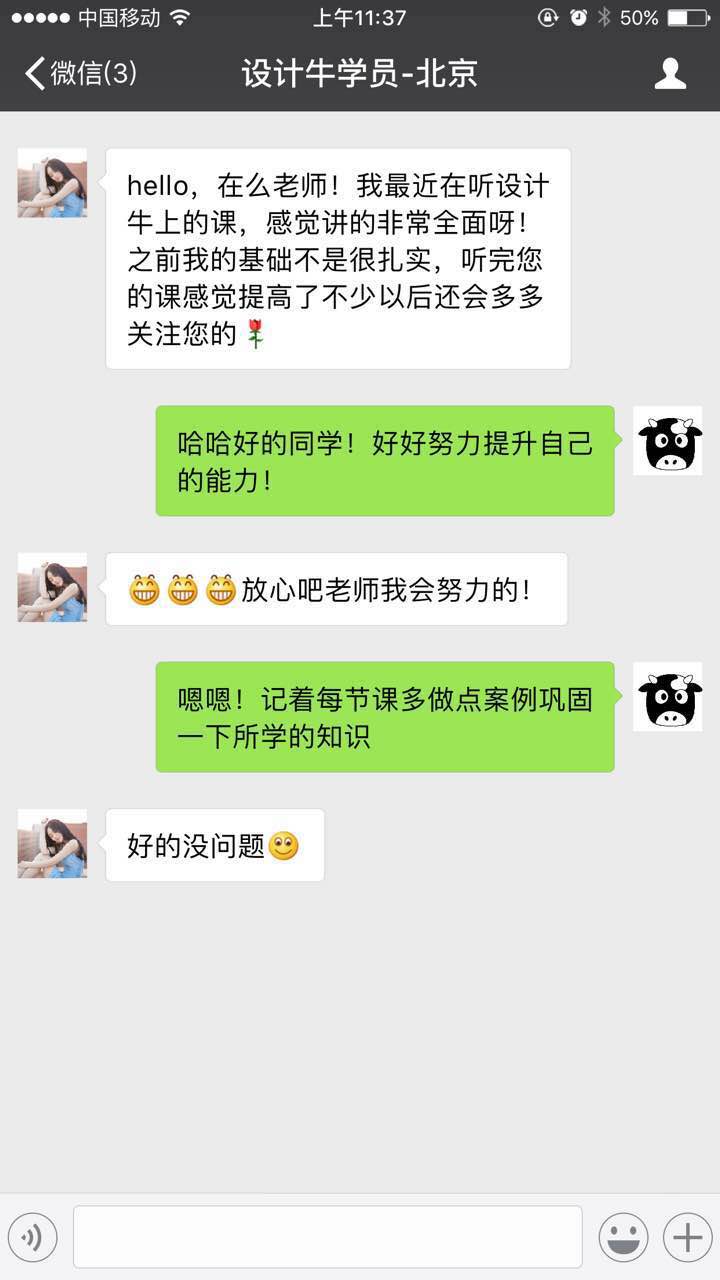 中国移动
上午11:37
50%
微信(3)
设计牛学员-北京
hello，在么老师！我最近在听设计
牛上的课，感觉讲的非常全面呀！
之前我的基础不是很扎实，听完您
的课感觉提高了不少以后还会多多
关注您的🌹
哈哈好的同学！好好努力提升自己
的能力！
😁😁😁放心吧老师我会努力的！
嗯嗯！记着每节课多做点案例巩固
一下所学的知识
好的没问题🙂